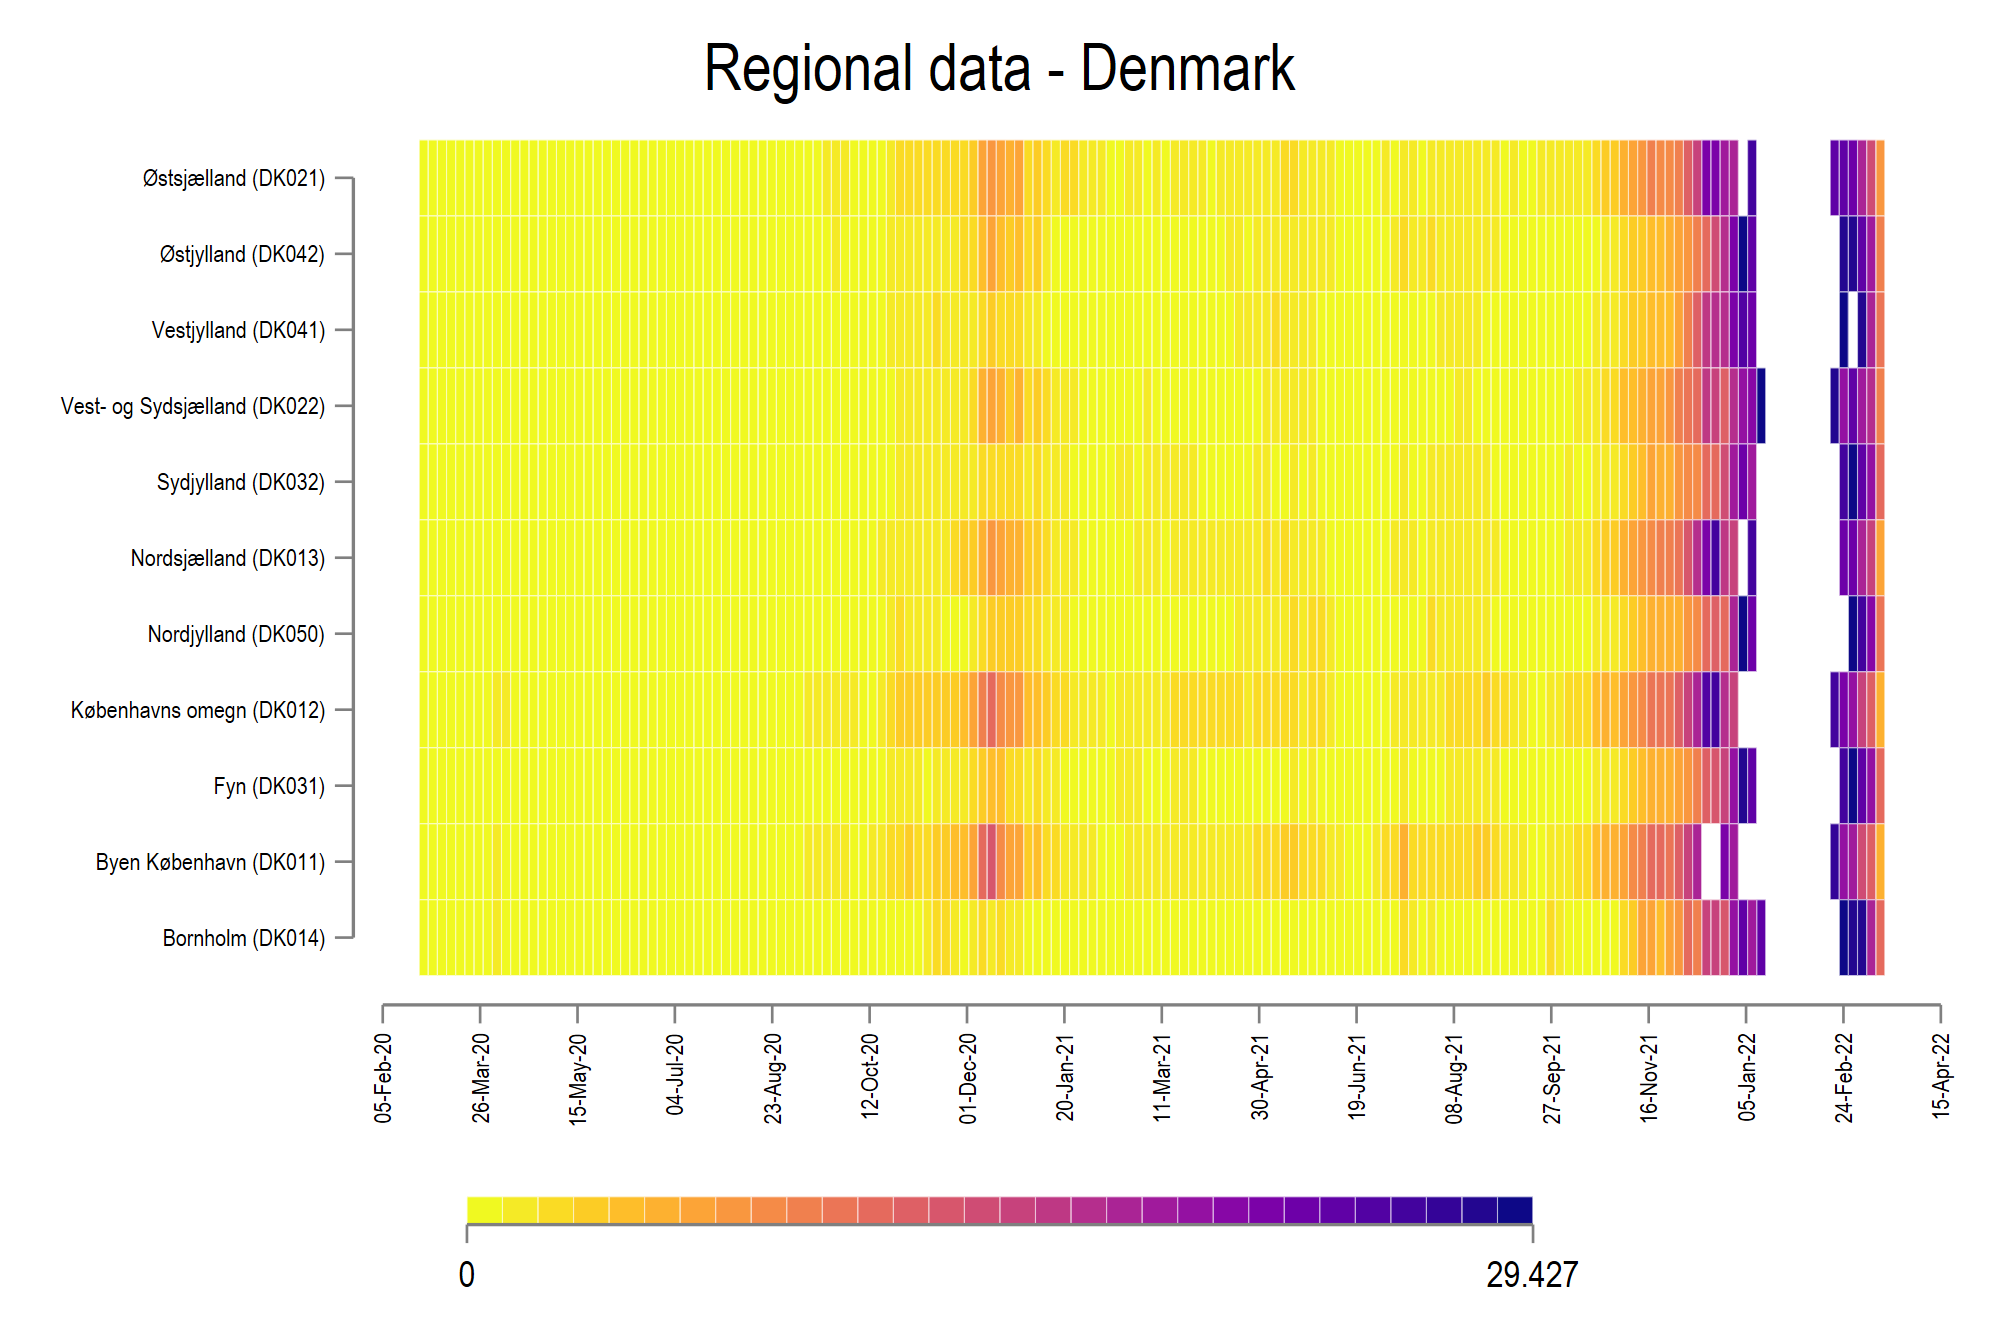 Regional data - Denmark
Østsjælland (DK021)
Østjylland (DK042)
Vestjylland (DK041)
Vest- og Sydsjælland (DK022)
Sydjylland (DK032)
Nordsjælland (DK013)
Nordjylland (DK050)
Københavns omegn (DK012)
Fyn (DK031)
Byen København (DK011)
Bornholm (DK014)
05-Feb-20
26-Mar-20
15-May-20
04-Jul-20
23-Aug-20
12-Oct-20
01-Dec-20
20-Jan-21
11-Mar-21
30-Apr-21
19-Jun-21
08-Aug-21
27-Sep-21
16-Nov-21
05-Jan-22
24-Feb-22
15-Apr-22
0
29.427